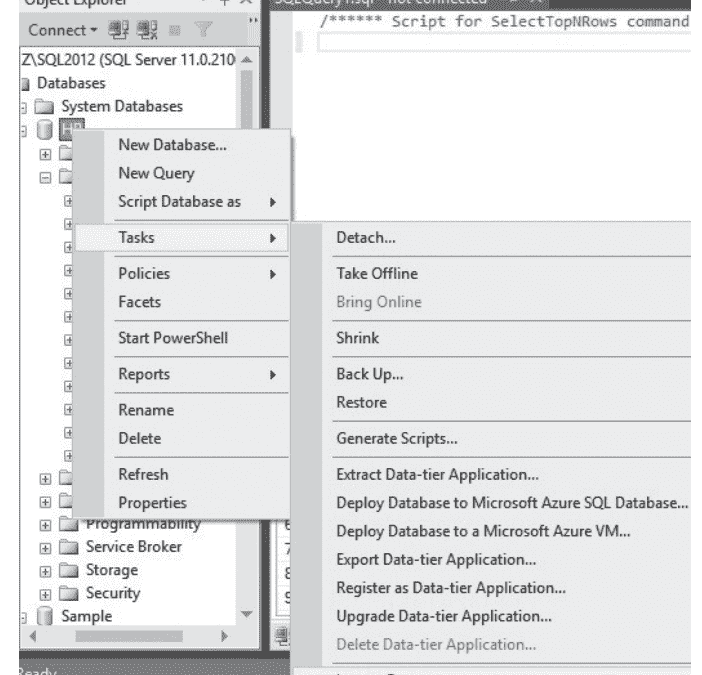 Object Explorer
SQLQuery1.sql - not connected
Connect
/****** Script for SelectTopNRows command
Z\SQL2012 (SQL Server 11.0.210
Databases
System Databases
New Database...
New Query
Script Database as
Tasks
Policies
Facets
Start PowerShell
Reports
Rename
Delete
Refresh
Properties
Detach...
Take Offline
Bring Online
Shrink
Back Up...
Restore
Generate Scripts...
Extract Data-tier Application...
Deploy Database to Microsoft Azure SQL Database...
Deploy Database to a Microsoft Azure VM...
Export Data-tier Application...
Register as Data-tier Application...
Upgrade Data-tier Application...
Delete Data-tier Application...
Programmability
Service Broker
Storage
Security
Sample
6
7
8
9
Ready